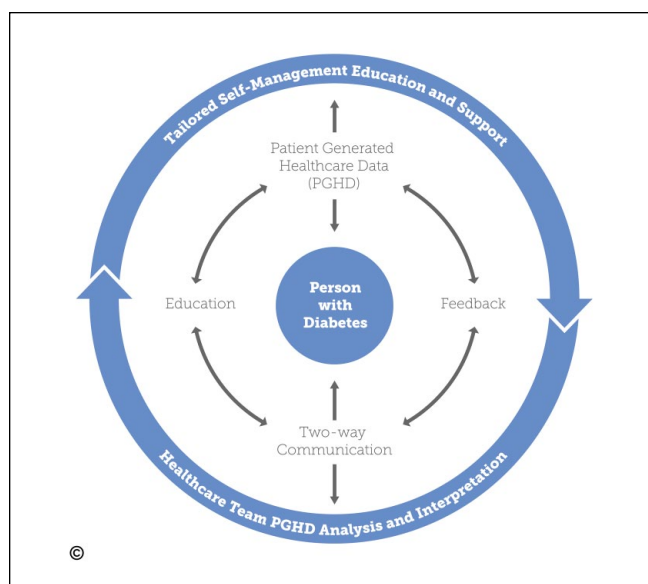 Tailored Self-Management Education and Support
Patient Generated
Healthcare Data
(PGHD)
Person
with
Diabetes
Education
Feedback
Two-way
Communication
Healthcare Team PGHD Analysis and Interpretation
©